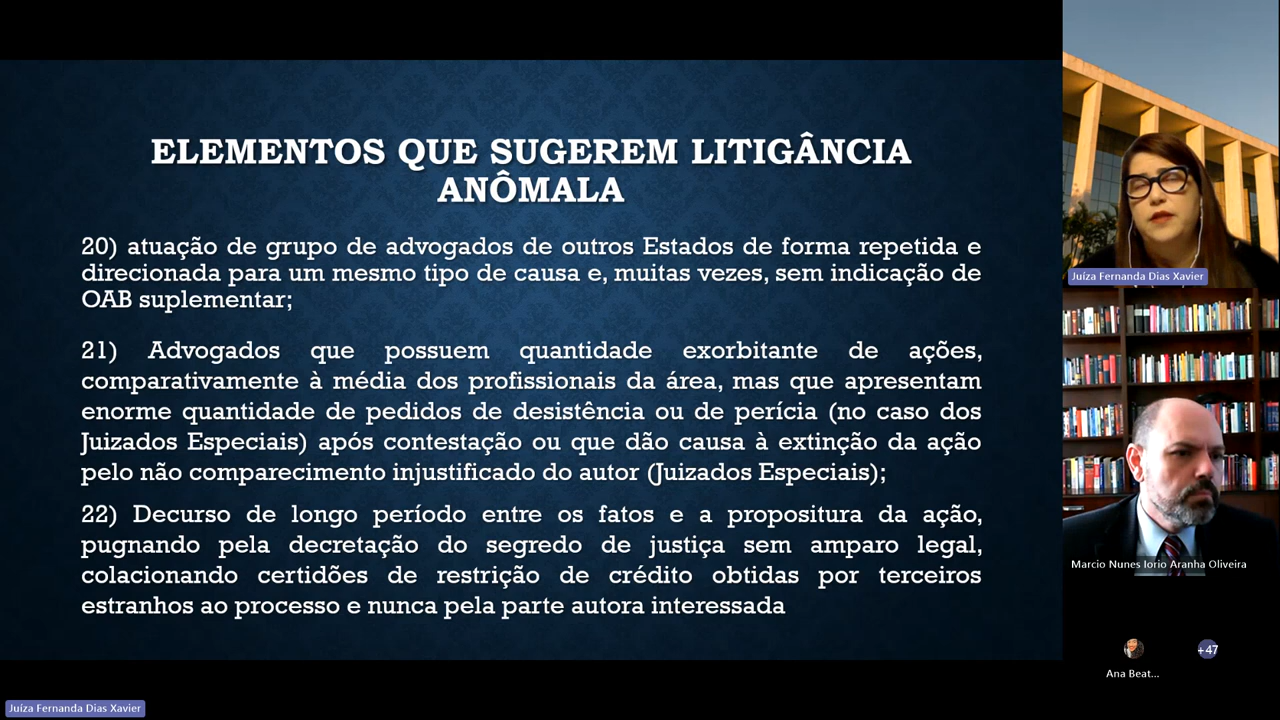 ELEMENTOS QUE SUGEREM LITIGÂNCIA
ANÔMALA
20) atuação de grupo de advogados de outros Estados de forma repetida e
direcionada para um mesmo tipo de causa e, muitas vezes, sem indicação de
OAB suplementar;
21) Advogados que possuem quantidade exorbitante de ações,
comparativamente à média dos profissionais da área, mas que apresentam
enorme quantidade de pedidos de desistência ou de perícia (no caso dos
Juizados Especiais) após contestação ou que dão causa à extinção da ação
pelo não comparecimento injustificado do autor (Juizados Especiais);
22) Decurso de longo período entre os fatos e a propositura da ação,
pugnando pela decretação do segredo de justiça sem amparo legal,
colacionando certidões de restrição de crédito obtidas por terceiros
estranhos ao processo e nunca pela parte autora interessada
Juíza Fernanda Dias Xavier
Marcio Nunes Iorio Aranha Oliveira
Ana Beat...
+47
Juíza Fernanda Dias Xavier